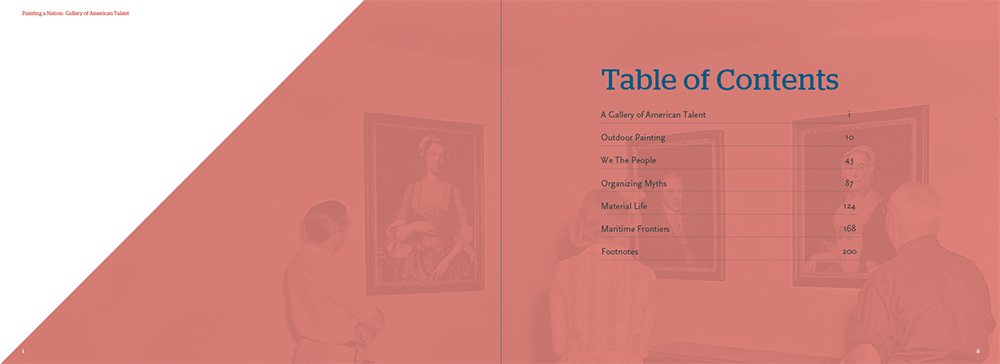 Painting a Nation: Gallery of American Talent
Table of Contents
A Gallery of American Talent i
Outdoor Painting 10
We The People 43
Organizing Myths 87
Material Life 124
Maritime Frontiers 168
Footnotes 200
i
ii